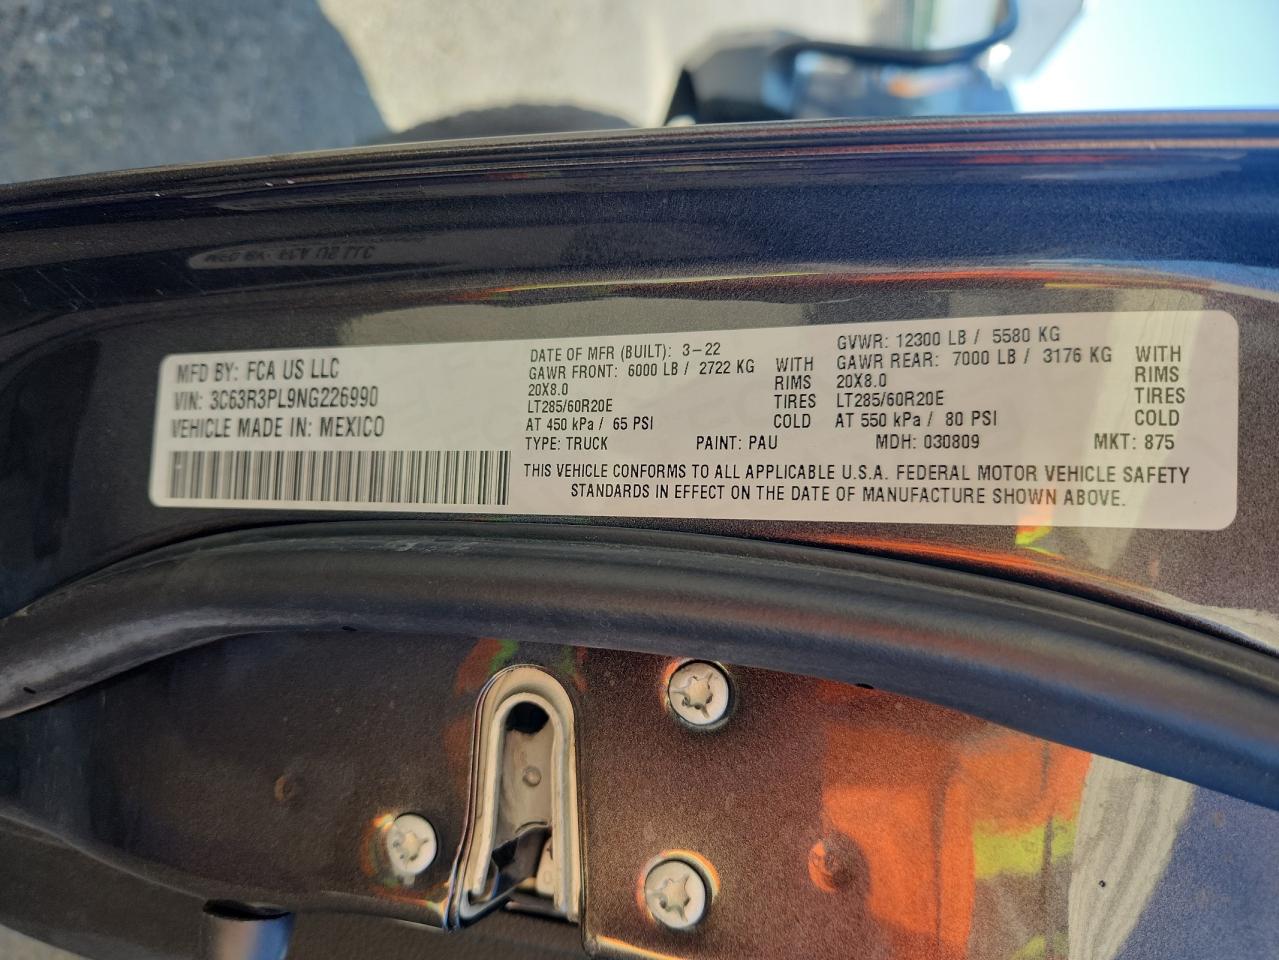 MFD BY: FCA US LLC
VIN: 3C63R3PL9NG226990
VEHICLE MADE IN: MEXICO
DATE OF MFR (BUILT): 3-22
GAWR FRONT: 6000 LB / 2722 KG WITH
20X8.0 RIMS
LT285/60R20E TIRES
AT 450 kPa / 65 PSI COLD
GVWR: 12300 LB / 5580 KG
GAWR REAR: 7000 LB / 3176 KG WITH
20X8.0 RIMS
LT285/60R20E TIRES
AT 550 kPa / 80 PSI COLD
TYPE: TRUCK PAINT: PAU MDH: 030809 MKT: 875
THIS VEHICLE CONFORMS TO ALL APPLICABLE U.S.A. FEDERAL MOTOR VEHICLE SAFETY
STANDARDS IN EFFECT ON THE DATE OF MANUFACTURE SHOWN ABOVE.